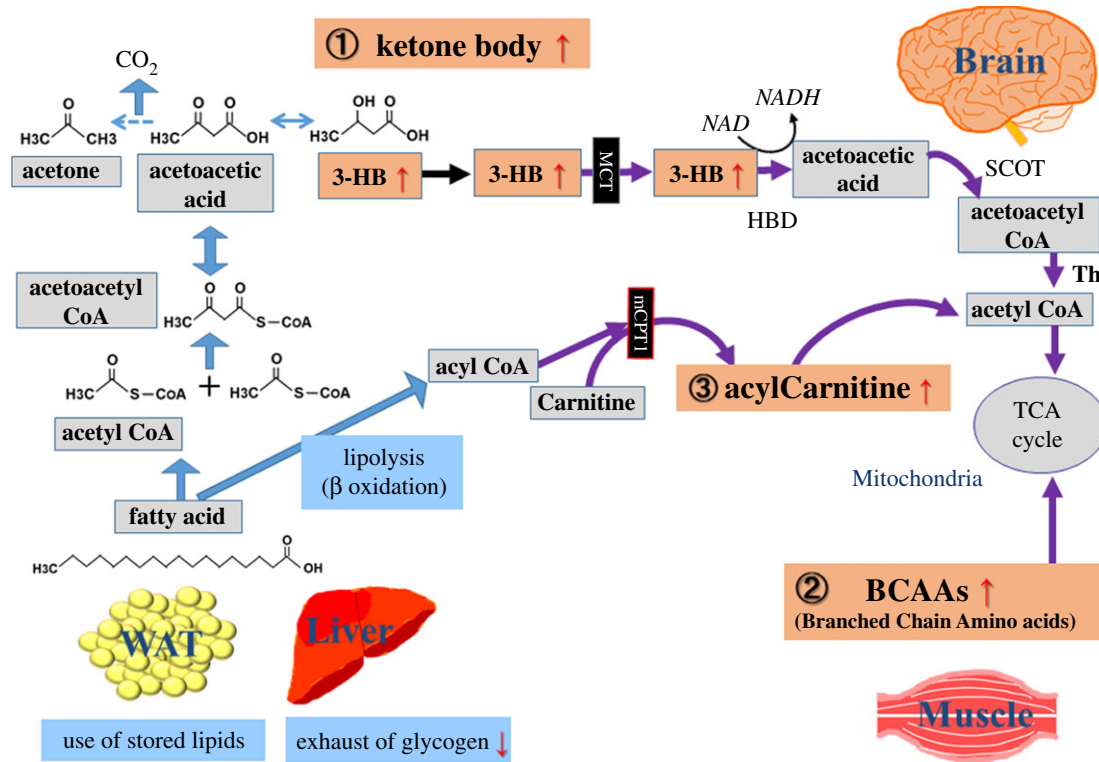 ① ketone body ↑
Brain
CO2
O
H3C CH3
acetone
O O
H3C OH
acetoacetic
acid
OH O
H3C OH
3-HB ↑
3-HB ↑
MCT
3-HB ↑
NAD
NADH
HBD
acetoacetic
acid
SCOT
acetoacetyl
CoA
Th
acetyl CoA
acetoacetyl
CoA
O O
H3C S–CoA
O
H3C S–CoA
+
O
H3C S–CoA
acetyl CoA
acyl CoA
Carnitine
mCPT1
③ acylCarnitine ↑
TCA
cycle
Mitochondria
lipolysis
(β oxidation)
fatty acid
O
H3C OH
WAT
Liver
② BCAAs ↑
(Branched Chain Amino acids)
Muscle
use of stored lipids
exhaust of glycogen ↓